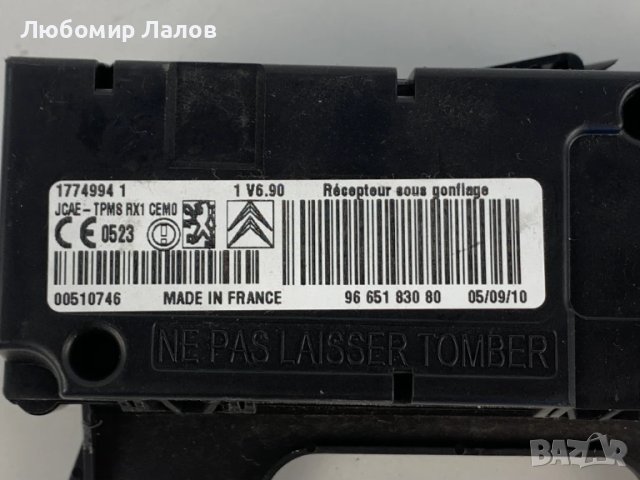 Любомир Лалов
1774994 1
1 V6.90
Récepteur sous gonflage
JCAE-TPMS RX1 CEM0
CE 0523
00510746
MADE IN FRANCE
96 651 830 80
05/09/10
NE PAS LAISSER TOMBER
BAZAR